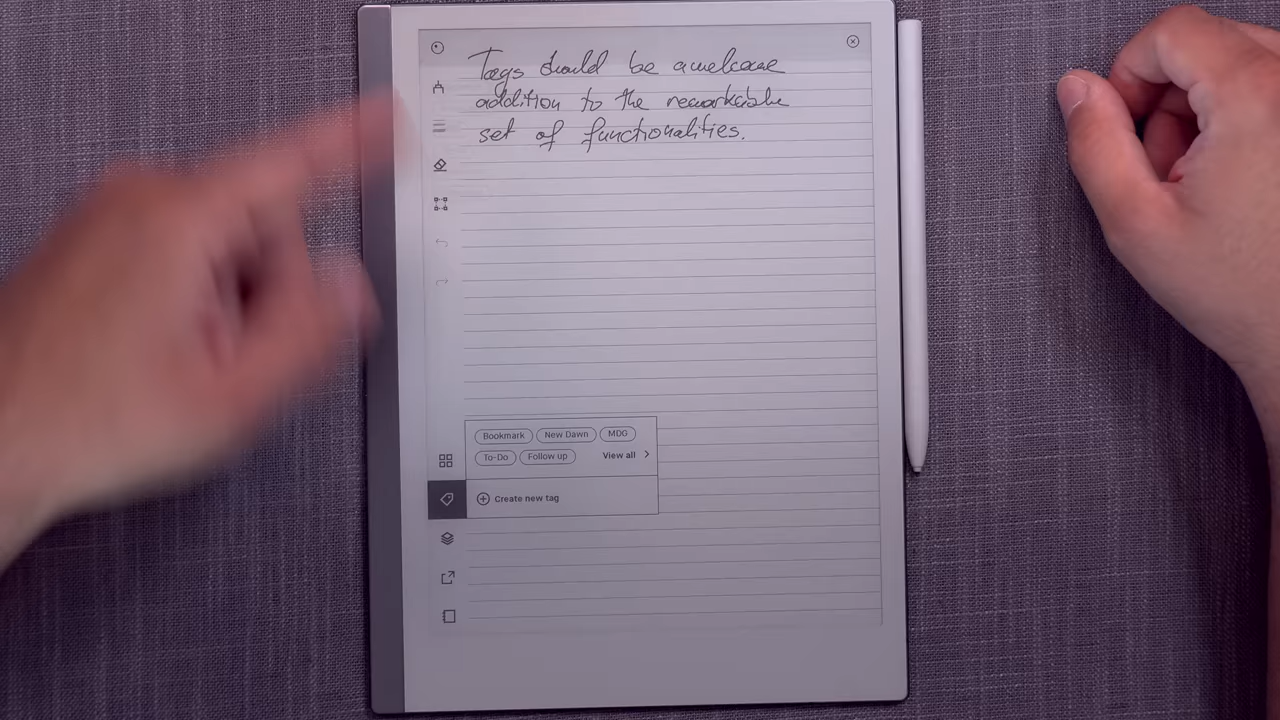 Tags should be a welcome
addition to the remarkable
set of functionalities.
Bookmark New Dawn MDG
To-Do Follow up View all
Create new tag